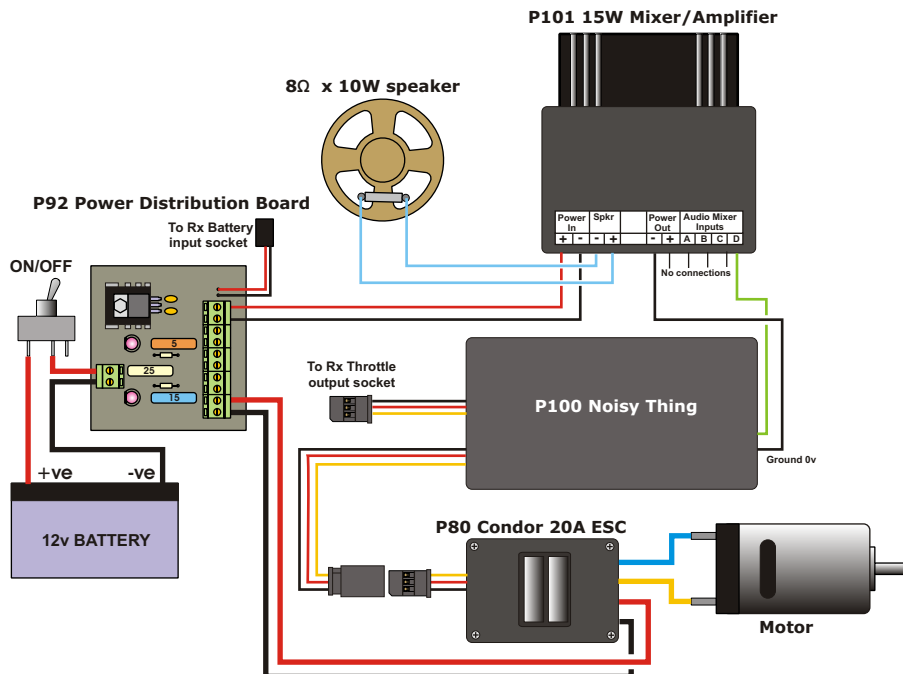 P101 15W Mixer/Amplifier
8Ω x 10W speaker
Power In
Spkr
Power Out
Audio Mixer Inputs
+ - - + - + A B C D
No connections
P92 Power Distribution Board
To Rx Battery
input socket
ON/OFF
5
25
15
To Rx Throttle
output socket
P100 Noisy Thing
Ground 0v
+ve -ve
12v BATTERY
P80 Condor 20A ESC
Motor